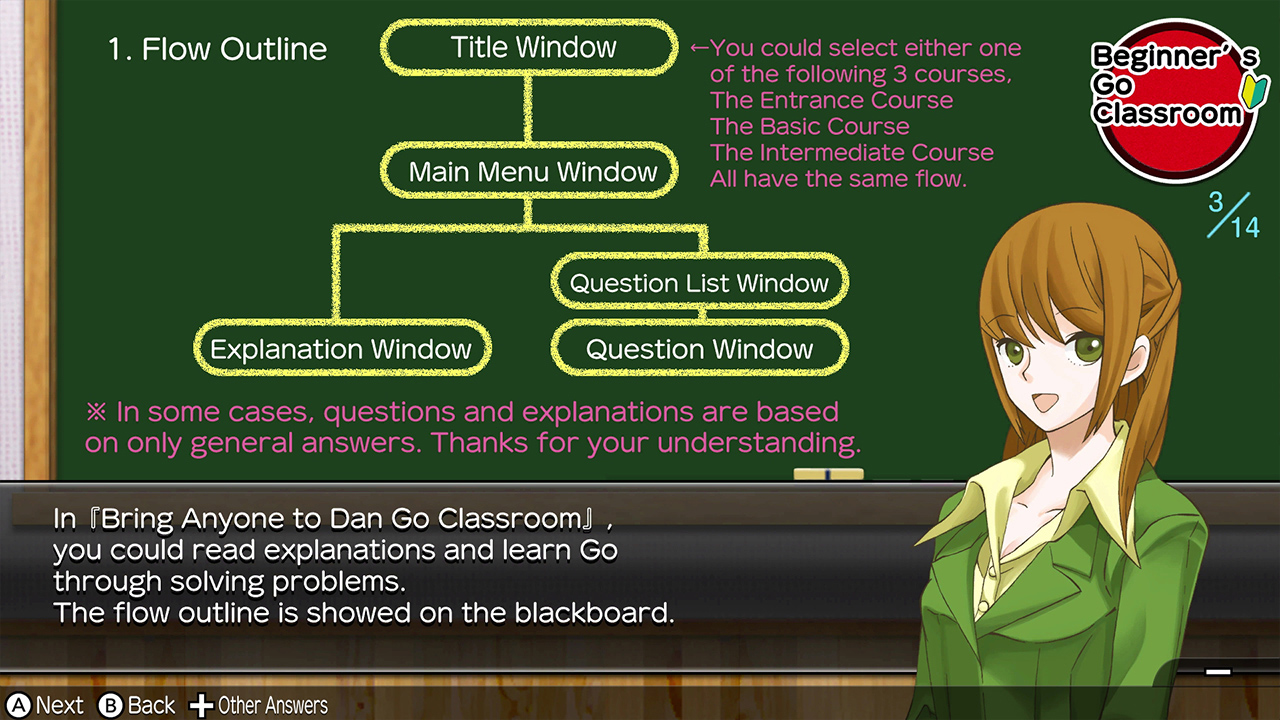 1. Flow Outline
Title Window
←You could select either one
of the following 3 courses,
The Entrance Course
The Basic Course
The Intermediate Course
All have the same flow.
Beginner's
Go
Classroom
3/14
Main Menu Window
Question List Window
Explanation Window
Question Window
※ In some cases, questions and explanations are based
on only general answers. Thanks for your understanding.
In『Bring Anyone to Dan Go Classroom』,
you could read explanations and learn Go
through solving problems.
The flow outline is showed on the blackboard.
A Next B Back + Other Answers